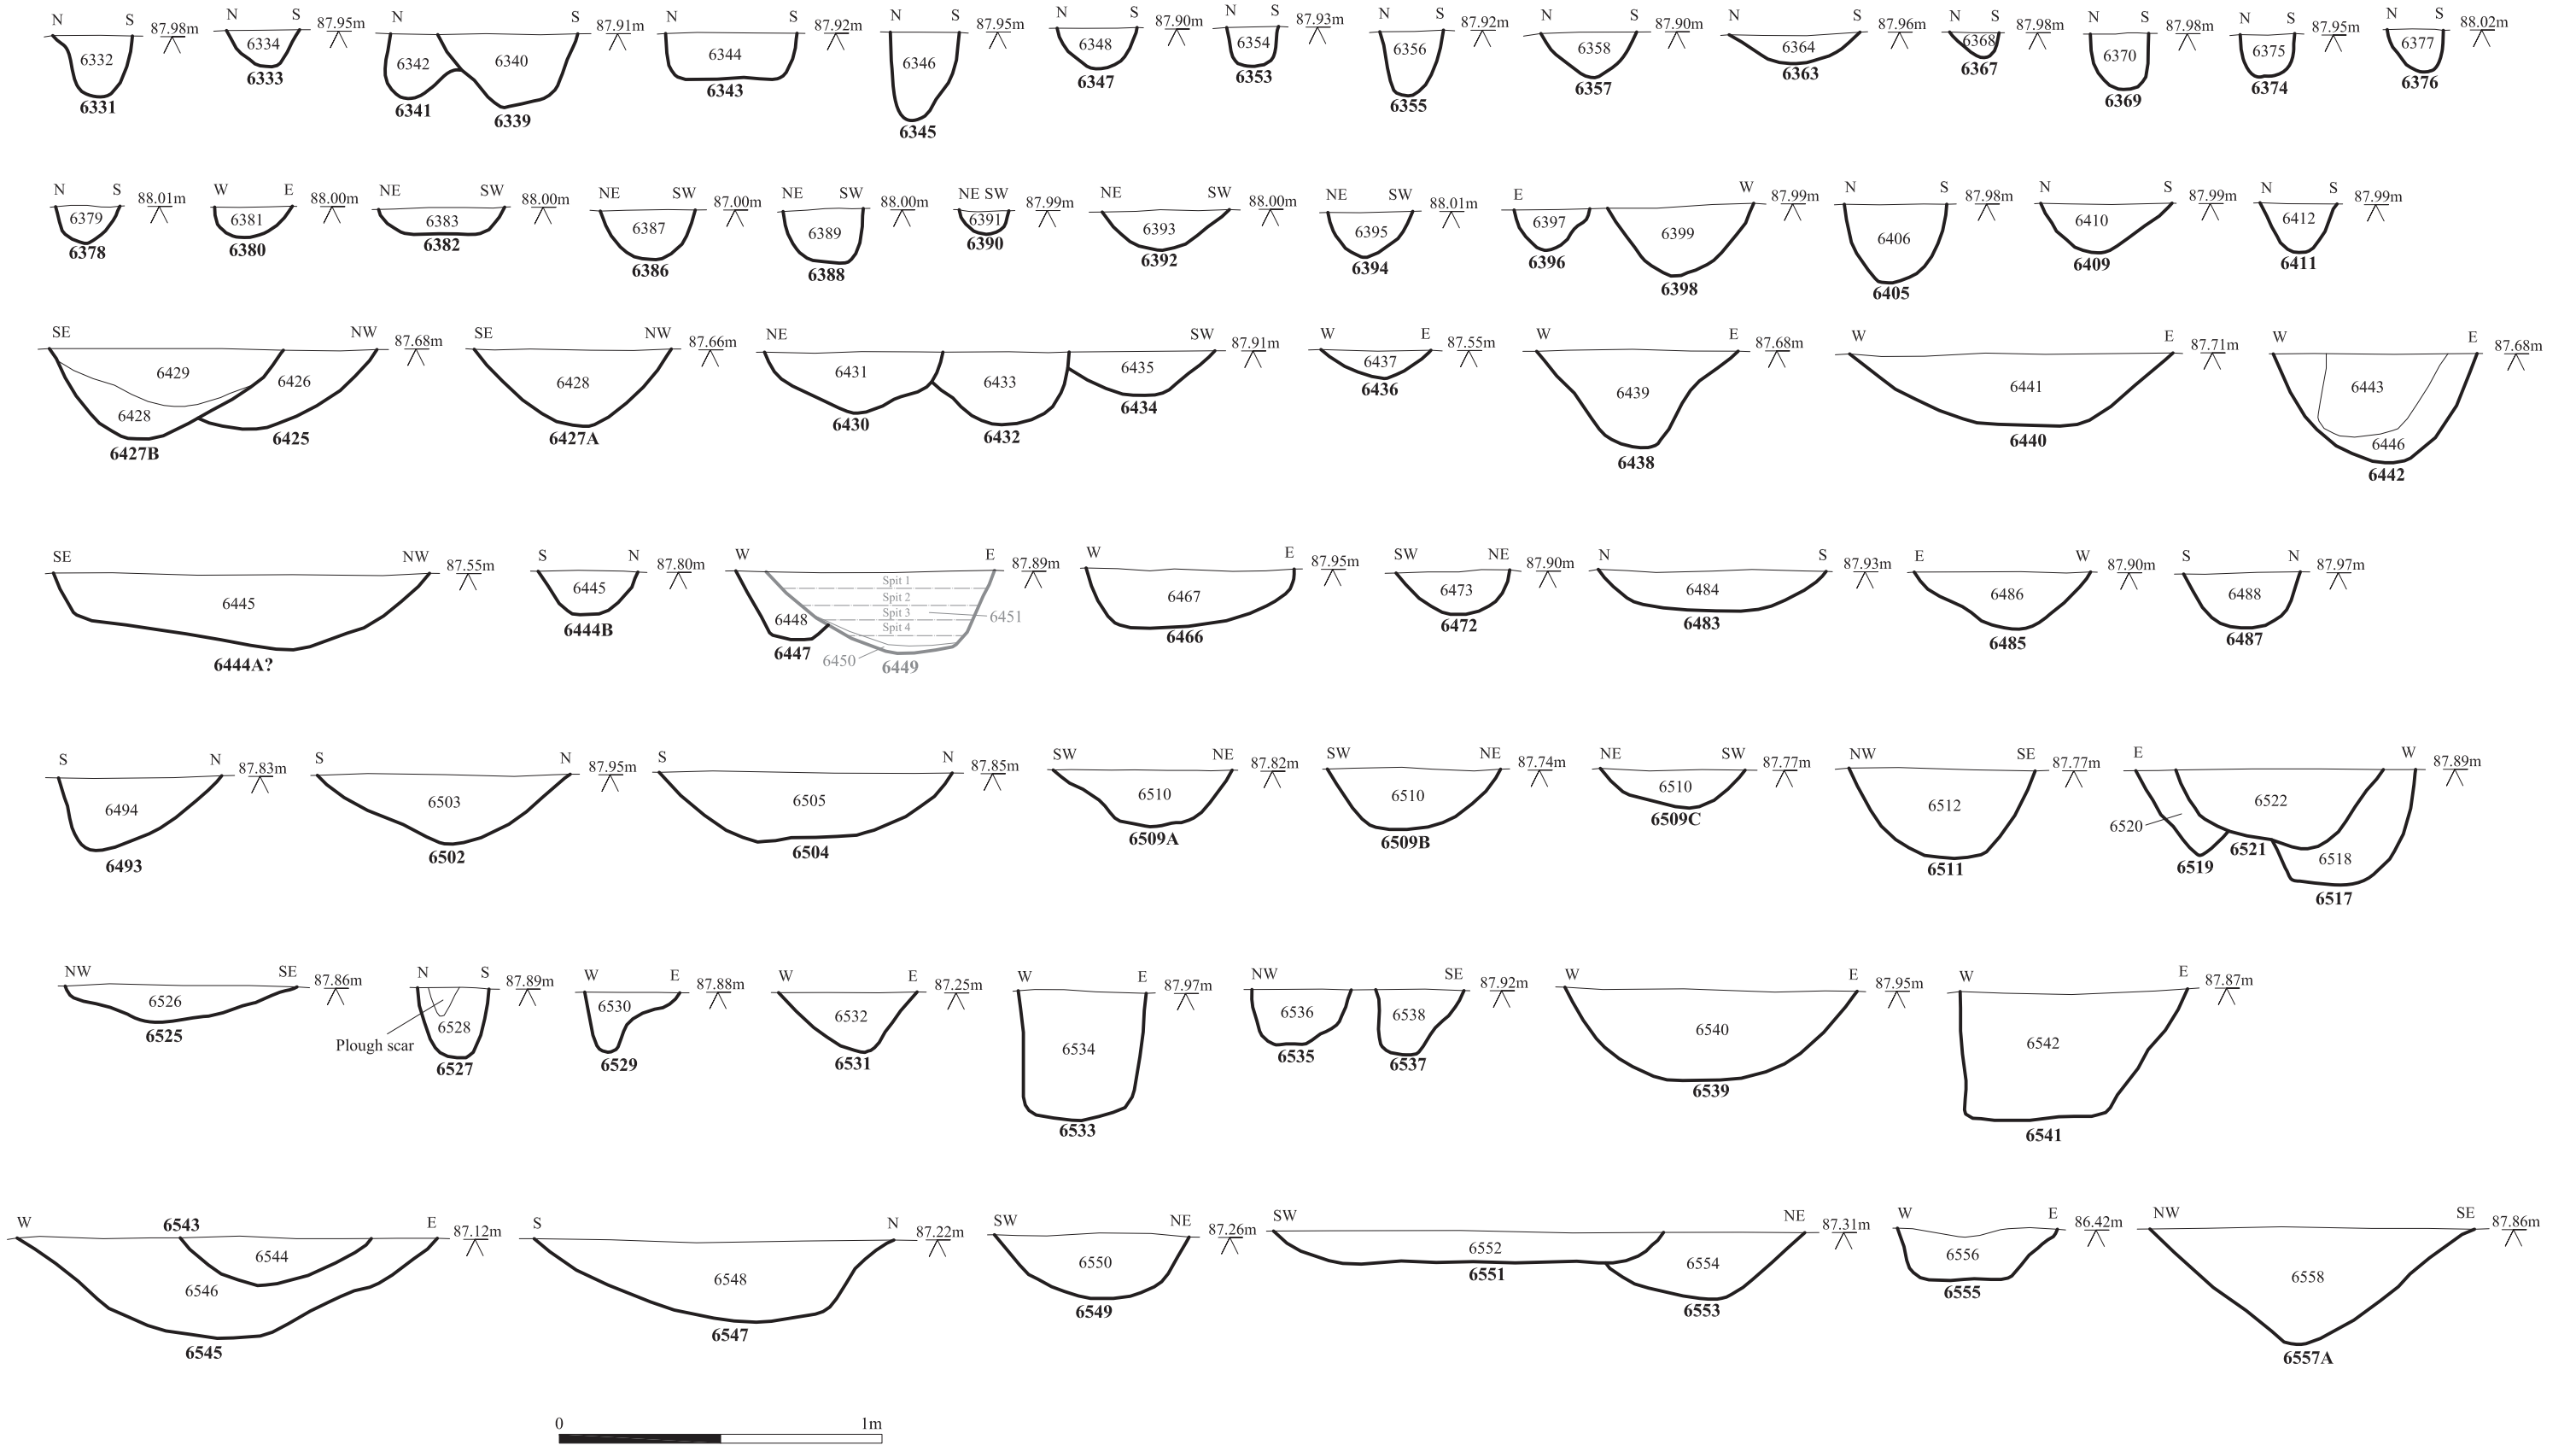 N S 87.98m N S 87.95m N S 87.91m N S 87.92m N S 87.95m N S 87.90m N S 87.93m N S 87.92m N S 87.90m N S 87.96m N S 87.98m N S 87.98m N S 87.95m N S 88.02m
6332 6334 6342 6340 6344 6346 6348 6354 6356 6358 6364 6368 6370 6375 6377
6331 6333 6341 6339 6343 6345 6347 6353 6355 6357 6363 6367 6369 6374 6376
N S 88.01m W E 88.00m NE SW 88.00m NE SW 87.00m NE SW 88.00m NE SW 87.99m NE SW 88.00m NE SW 88.01m E W 87.99m N S 87.98m N S 87.99m N S 87.99m
6379 6381 6383 6387 6389 6391 6393 6395 6397 6399 6406 6410 6412
6378 6380 6382 6386 6388 6390 6392 6394 6396 6398 6405 6409 6411
SE NW 87.68m SE NW 87.66m NE SW 87.91m W E 87.55m W E 87.68m W E 87.71m W E 87.68m
6429 6426 6428 6428 6431 6433 6435 6437 6439 6441 6443 6446
6427B 6425 6427A 6430 6432 6434 6436 6438 6440 6442
SE NW 87.55m S N 87.80m W E 87.89m W E 87.95m SW NE 87.90m N S 87.93m E W 87.90m S N 87.97m
Spit 1
Spit 2
Spit 3
Spit 4
6445 6445 6448 6451 6467 6473 6484 6486 6488
6444A? 6444B 6447 6450 6449 6466 6472 6483 6485 6487
S N 87.83m S N 87.95m S N 87.85m SW NE 87.82m SW NE 87.74m NE SW 87.77m NW SE 87.77m E W 87.89m
6494 6503 6505 6510 6510 6510 6512 6520 6522 6518
6493 6502 6504 6509A 6509B 6509C 6511 6519 6521 6517
NW SE 87.86m N S 87.89m W E 87.88m W E 87.25m W E 87.97m NW SE 87.92m W E 87.95m W E 87.87m
6526 6528 6530 6532 6534 6536 6538 6540 6542
Plough scar
6525 6527 6529 6531 6533 6535 6537 6539 6541
W 6543 E 87.12m S N 87.22m SW NE 87.26m SW NE 87.31m W E 86.42m NW SE 87.86m
6544 6546 6548 6550 6552 6554 6556 6558
6545 6547 6549 6551 6553 6555 6557A
0 1m